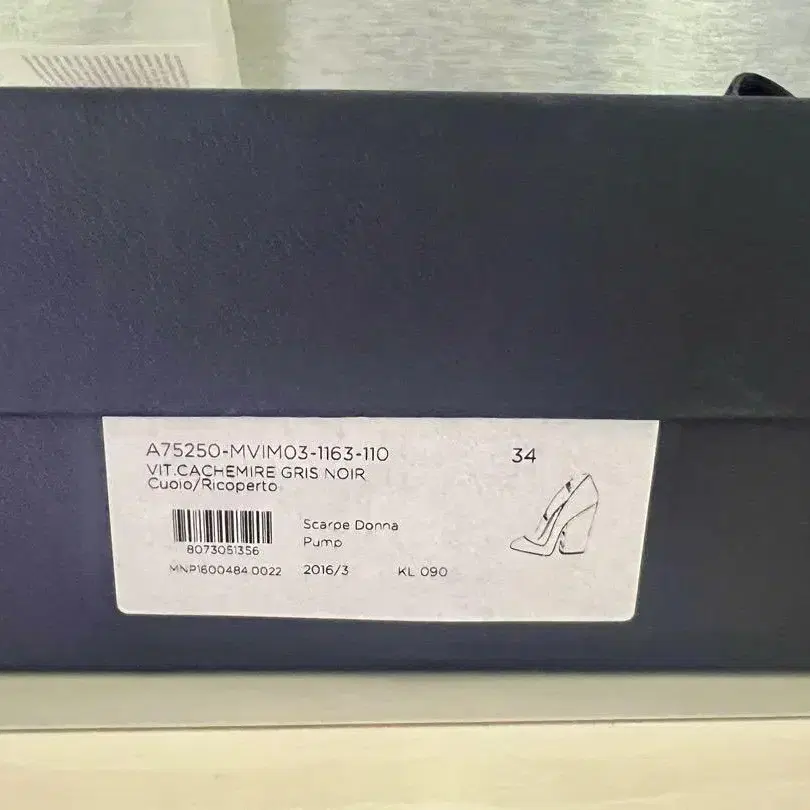 A75250-MVIM03-1163-110 34
VIT.CACHEMIRE GRIS NOIR
Cuoio/Ricoperto
8073051356
Scarpe Donna
Pump
MNP1600484.0022 2016/3 KL 090